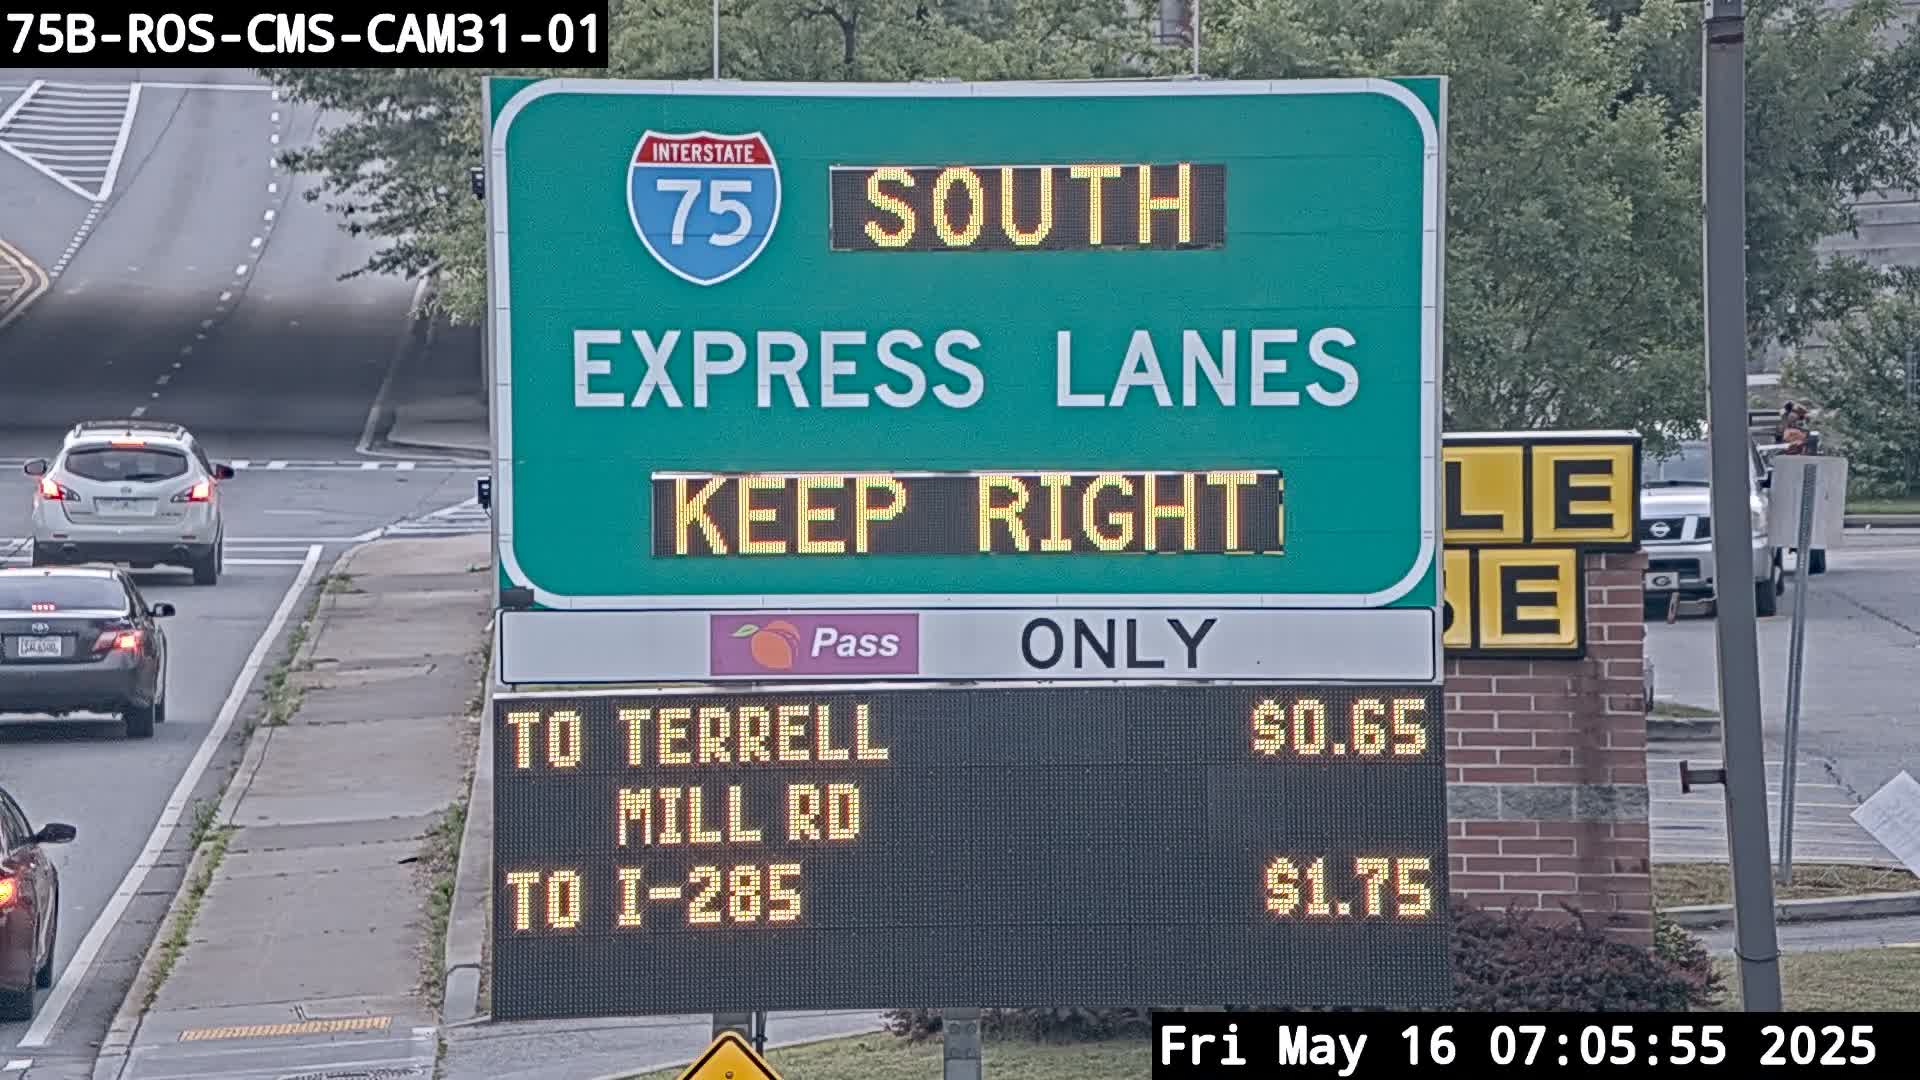 75B-ROS-CMS-CAM31-01
INTERSTATE
75
SOUTH
EXPRESS LANES
KEEP RIGHT
Pass ONLY
TO TERRELL $0.65
MILL RD
TO I-285 $1.75
LE
E
Fri May 16 07:05:55 2025